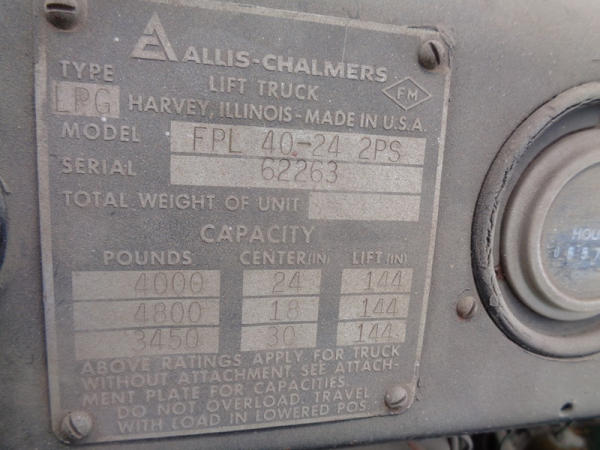 ALLIS-CHALMERS
TYPE LIFT TRUCK FM
LPG HARVEY, ILLINOIS - MADE IN U.S.A.
MODEL FPL 40-24 2PS
SERIAL 62263
TOTAL WEIGHT OF UNIT
CAPACITY
POUNDS CENTER(IN) LIFT(IN)
4000 24 144
4800 18 144
3450 30 144
ABOVE RATINGS APPLY FOR TRUCK
WITHOUT ATTACHMENT. SEE ATTACH-
MENT PLATE FOR CAPACITIES.
DO NOT OVERLOAD. TRAVEL
WITH LOAD IN LOWERED POS.
HOU